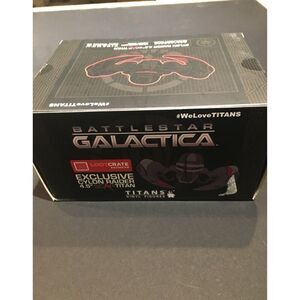 #WeLoveTITANS
#WeLoveTITANS
BATTLESTAR
GALACTICA
LOOTCRATE
EXCLUSIVE
CYLON RAIDER
4.5" TITAN
TITANS
VINYL FIGURES